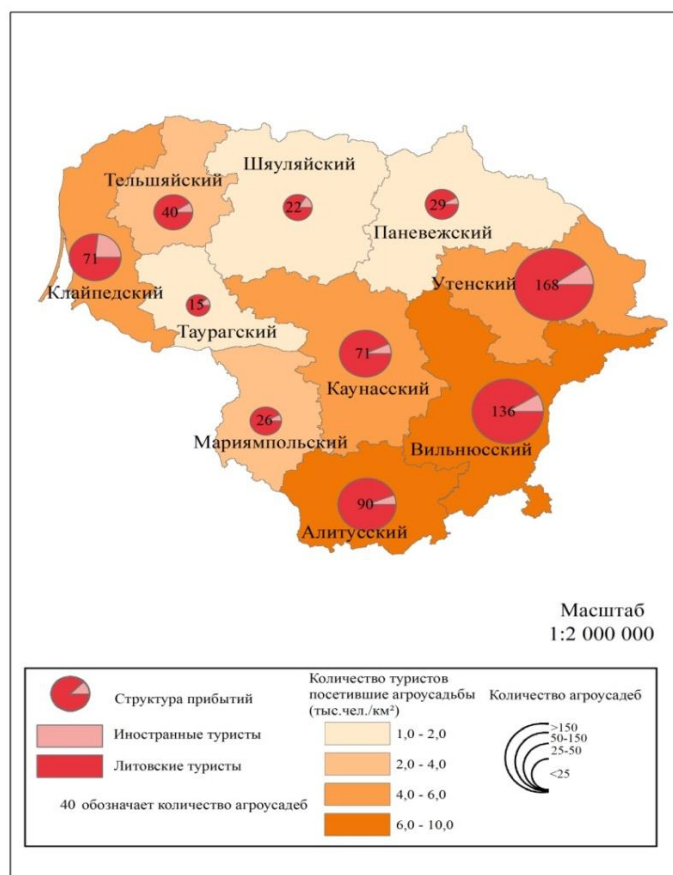 Шяуляйский
Тельшяйский
22
29
40
Паневежский
Утенский
71
168
Клайпедский
15
Таурагский
71
Каунасский
136
26
Мариямпольский
Вильнюсский
90
Алитусский
Масштаб
1:2 000 000
Структура прибытий
Иностранные туристы
Литовские туристы
40 обозначает количество агроусадеб
Количество туристов
посетившие агроусадьбы
(тыс.чел./км²)
1,0 - 2,0
2,0 - 4,0
4,0 - 6,0
6,0 - 10,0
Количество агроусадеб
>150
50-150
25-50
<25